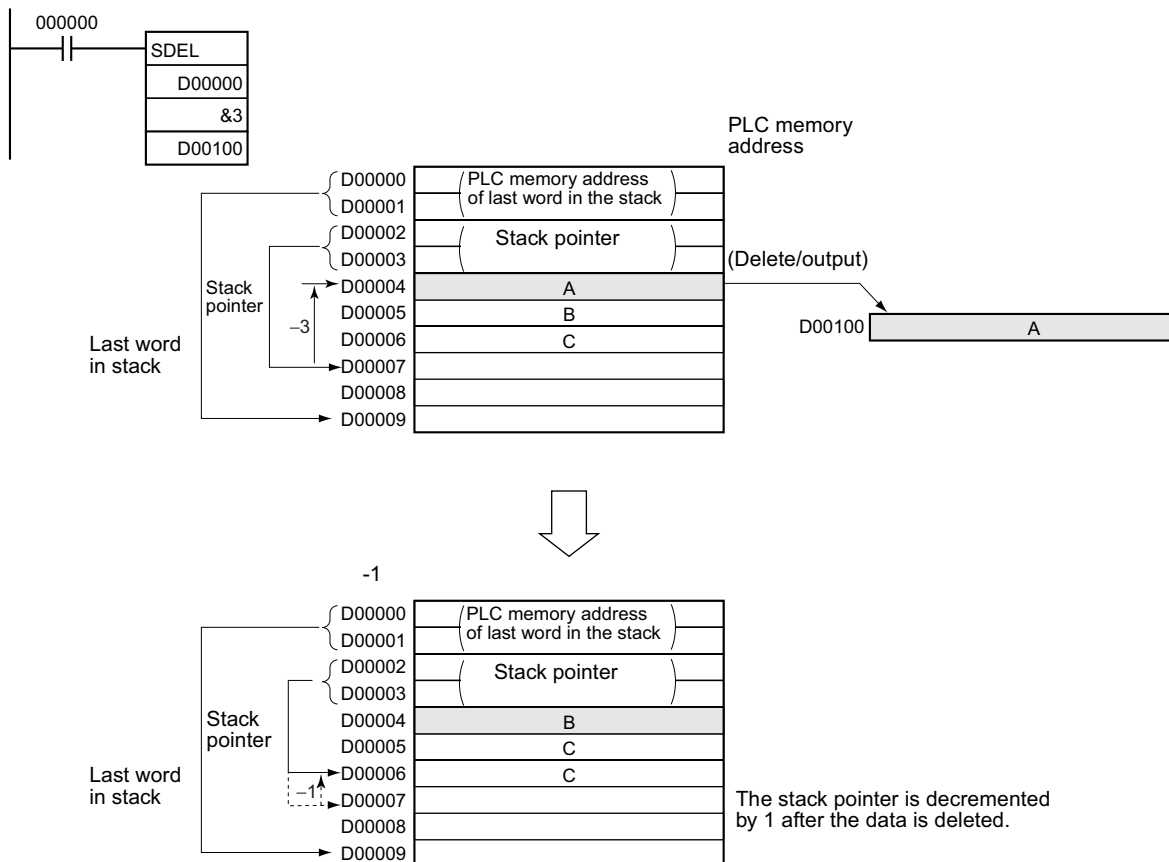 000000
SDEL
D00000
&3
D00100
PLC memory
address
D00000
D00001
D00002
D00003
D00004
D00005
D00006
D00007
D00008
D00009
(PLC memory address
of last word in the stack)
(Stack pointer)
A
B
C
Stack
pointer
−3
Last word
in stack
(Delete/output)
D00100
A
-1
D00000
D00001
D00002
D00003
D00004
D00005
D00006
D00007
D00008
D00009
(PLC memory address
of last word in the stack)
(Stack pointer)
B
C
C
Stack
pointer
−1
Last word
in stack
The stack pointer is decremented
by 1 after the data is deleted.